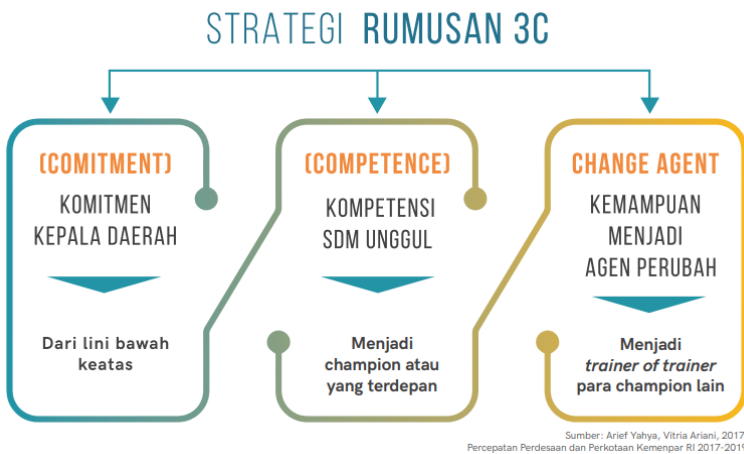 STRATEGI RUMUSAN 3C
(COMITMENT)
KOMITMEN
KEPALA DAERAH
Dari lini bawah
keatas
(COMPETENCE)
KOMPETENSI
SDM UNGGUL
Menjadi
champion atau
yang terdepan
CHANGE AGENT
KEMAMPUAN
MENJADI
AGEN PERUBAH
Menjadi
trainer of trainer
para champion lain
Sumber: Arief Yahya, Vitria Ariani, 2017
Percepatan Perdesaan dan Perkotaan Kemenpar RI 2017-2019